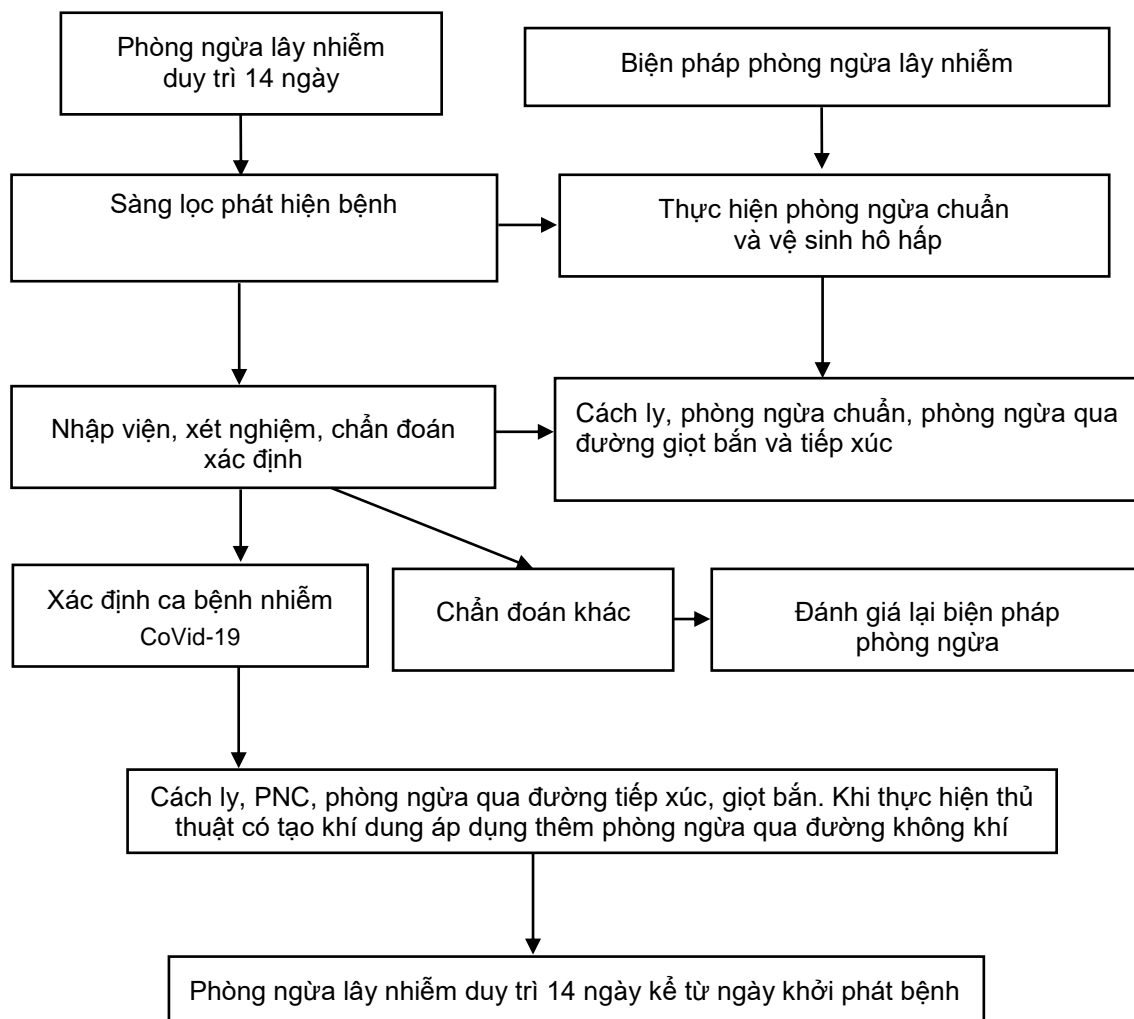 Phòng ngừa lây nhiễm
duy trì 14 ngày
Biện pháp phòng ngừa lây nhiễm
Sàng lọc phát hiện bệnh
Thực hiện phòng ngừa chuẩn
và vệ sinh hô hấp
Nhập viện, xét nghiệm, chẩn đoán
xác định
Cách ly, phòng ngừa chuẩn, phòng ngừa qua
đường giọt bắn và tiếp xúc
Xác định ca bệnh nhiễm
CoVid-19
Chẩn đoán khác
Đánh giá lại biện pháp
phòng ngừa
Cách ly, PNC, phòng ngừa qua đường tiếp xúc, giọt bắn. Khi thực hiện thủ
thuật có tạo khí dung áp dụng thêm phòng ngừa qua đường không khí
Phòng ngừa lây nhiễm duy trì 14 ngày kể từ ngày khởi phát bệnh